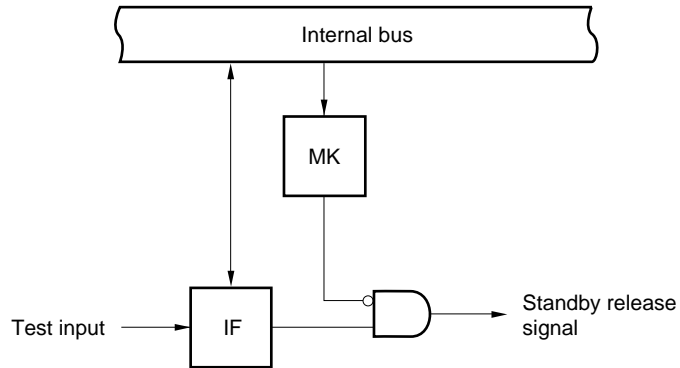 Internal bus
MK
Test input
IF
Standby release
signal